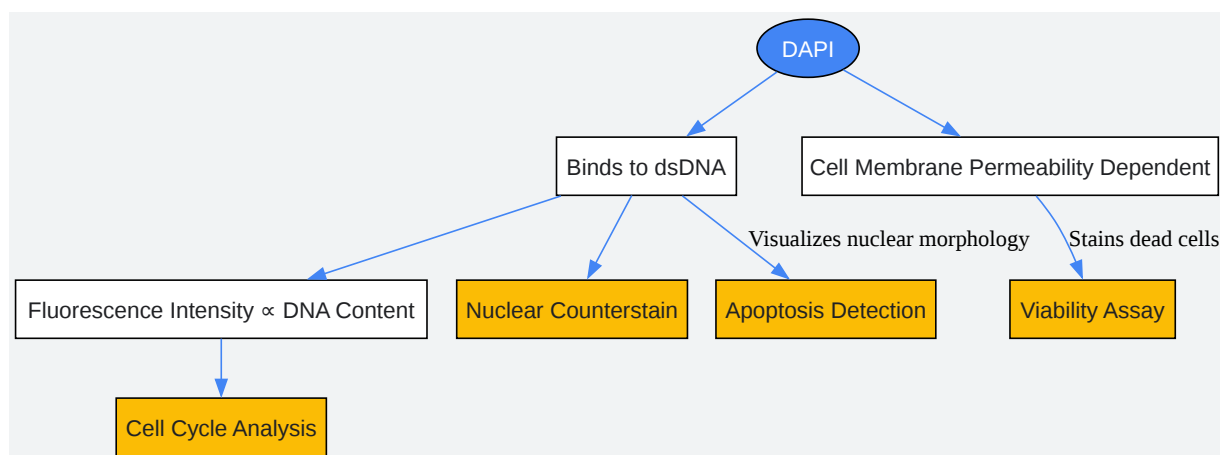 DAPI
Binds to dsDNA
Cell Membrane Permeability Dependent
Visualizes nuclear morphology
Stains dead cells
Fluorescence Intensity ∝ DNA Content
Nuclear Counterstain
Apoptosis Detection
Viability Assay
Cell Cycle Analysis